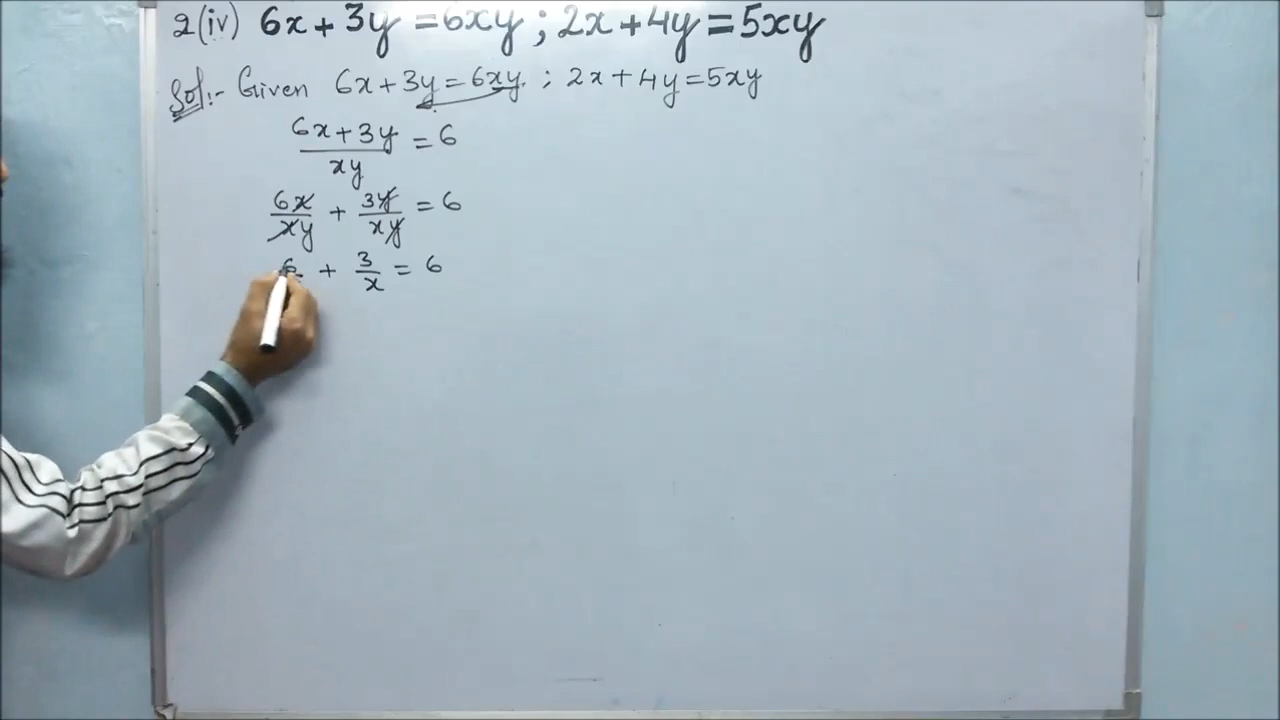 2(iv) 6x + 3y = 6xy ; 2x + 4y = 5xy
Sol:- Given 6x + 3y = 6xy ; 2x + 4y = 5xy
6x + 3y / xy = 6
6x/xy + 3y/xy = 6
6 + 3/x = 6